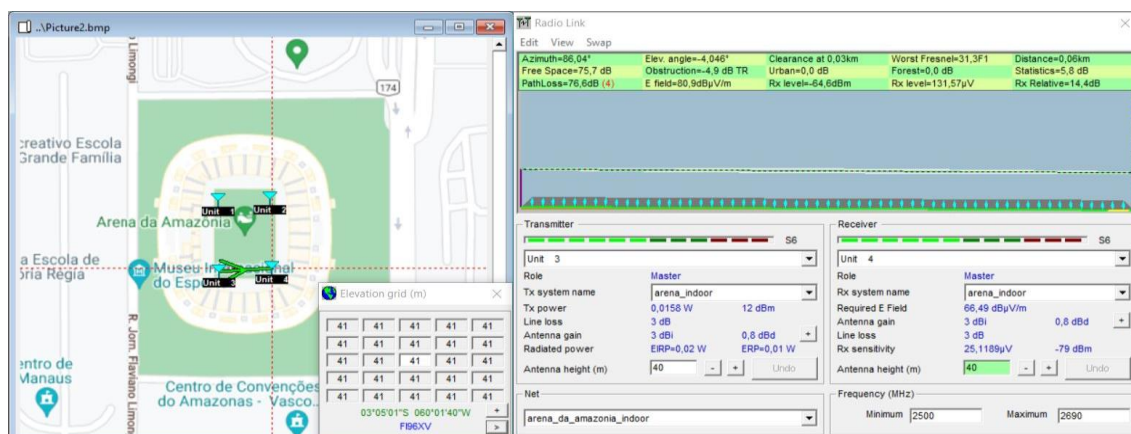 ..\Picture2.bmp
o Limongi
174
creativo Escola
Grande Família
Unit 1
Unit 2
Arena da Amazônia
a Escola de
ória Régia
Unit 3
Unit 4
R. Jorn. Flaviano Limon
entro de
Manaus
Centro de Convenções
do Amazonas - Vasco...
Elevation grid (m)
41 41 41 41 41
41 41 41 41 41
41 41 41 41 41
41 41 41 41 41
41 41 41 41 41
03°05'01"S 060°01'40"W
+
FI96XV
>
Radio Link
Edit View Swap
Azimuth=86,04° Elev. angle=-4,046° Clearance at 0,03km Worst Fresnel=31,3F1 Distance=0,06km
Free Space=75,7 dB Obstruction=-4,9 dB TR Urban=0,0 dB Forest=0,0 dB Statistics=5,8 dB
PathLoss=76,6dB (4) E field=80,9dBµV/m Rx level=-64,6dBm Rx level=131,57µV Rx Relative=14,4dB
Transmitter
S6
Unit 3
Role Master
Tx system name arena_indoor
Tx power 0,0158 W 12 dBm
Line loss 3 dB
Antenna gain 3 dBi 0,8 dBd +
Radiated power EIRP=0,02 W ERP=0,01 W
Antenna height (m) 40 - + Undo
Receiver
S6
Unit 4
Role Master
Rx system name arena_indoor
Required E Field 66,49 dBµV/m
Antenna gain 3 dBi 0,8 dBd +
Line loss 3 dB
Rx sensitivity 25,1189µV -79 dBm
Antenna height (m) 40 - + Undo
Net
arena_da_amazonia_indoor
Frequency (MHz)
Minimum 2500 Maximum 2690